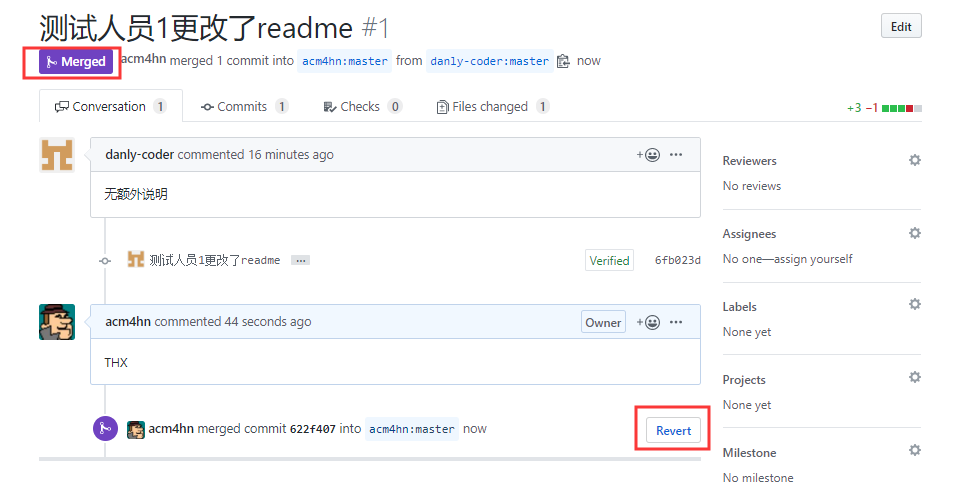 测试人员1更改了readme #1
Edit
Merged acm4hn merged 1 commit into acm4hn:master from danly-coder:master now
Conversation 1 Commits 1 Checks 0 Files changed 1
+3 −1
danly-coder commented 16 minutes ago
无额外说明
测试人员1更改了readme ... Verified 6fb023d
acm4hn commented 44 seconds ago Owner
THX
acm4hn merged commit 622f407 into acm4hn:master now Revert
Reviewers
No reviews
Assignees
No one—assign yourself
Labels
None yet
Projects
None yet
Milestone
No milestone